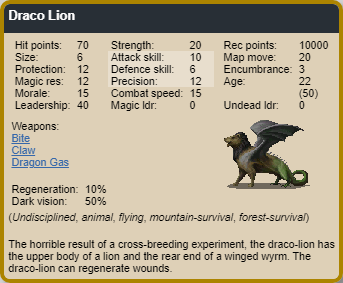 Draco Lion
Hit points: 70 Strength: 20 Rec points: 10000
Size: 6 Attack skill: 10 Map move: 20
Protection: 12 Defence skill: 6 Encumbrance: 3
Magic res: 12 Precision: 12 Age: 22
Morale: 15 Combat speed: 15 (50)
Leadership: 40 Magic ldr: 0 Undead ldr: 0
Weapons:
Bite
Claw
Dragon Gas
Regeneration: 10%
Dark vision: 50%
(Undisciplined, animal, flying, mountain-survival, forest-survival)
The horrible result of a cross-breeding experiment, the draco-lion has
the upper body of a lion and the rear end of a winged wyrm. The
draco-lion can regenerate wounds.